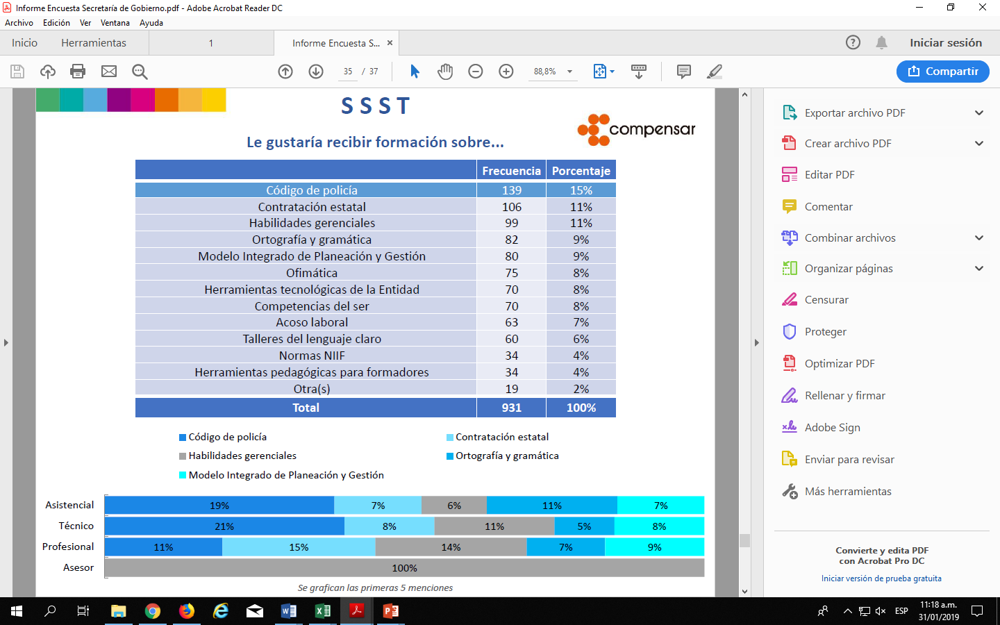 Informe Encuesta Secretaría de Gobierno.pdf - Adobe Acrobat Reader DC
Archivo Edición Ver Ventana Ayuda
Inicio Herramientas 1 Informe Encuesta S... × Iniciar sesión
35 / 37 88,8% Compartir
S S S T
compensar
Le gustaría recibir formación sobre...
Frecuencia Porcentaje
Código de policía 139 15%
Contratación estatal 106 11%
Habilidades gerenciales 99 11%
Ortografía y gramática 82 9%
Modelo Integrado de Planeación y Gestión 80 9%
Ofimática 75 8%
Herramientas tecnológicas de la Entidad 70 8%
Competencias del ser 70 8%
Acoso laboral 63 7%
Talleres del lenguaje claro 60 6%
Normas NIIF 34 4%
Herramientas pedagógicas para formadores 34 4%
Otra(s) 19 2%
Total 931 100%
Código de policía Contratación estatal
Habilidades gerenciales Ortografía y gramática
Modelo Integrado de Planeación y Gestión
Asistencial 19% 7% 6% 11% 7%
Técnico 21% 8% 11% 5% 8%
Profesional 11% 15% 14% 7% 9%
Asesor 100%
Se grafican las primeras 5 menciones
Exportar archivo PDF
Crear archivo PDF
Editar PDF
Comentar
Combinar archivos
Organizar páginas
Censurar
Proteger
Optimizar PDF
Rellenar y firmar
Adobe Sign
Enviar para revisar
Más herramientas
Convierte y edita PDF
con Acrobat Pro DC
Iniciar versión de prueba gratuita
ESP
11:18 a.m.
31/01/2019